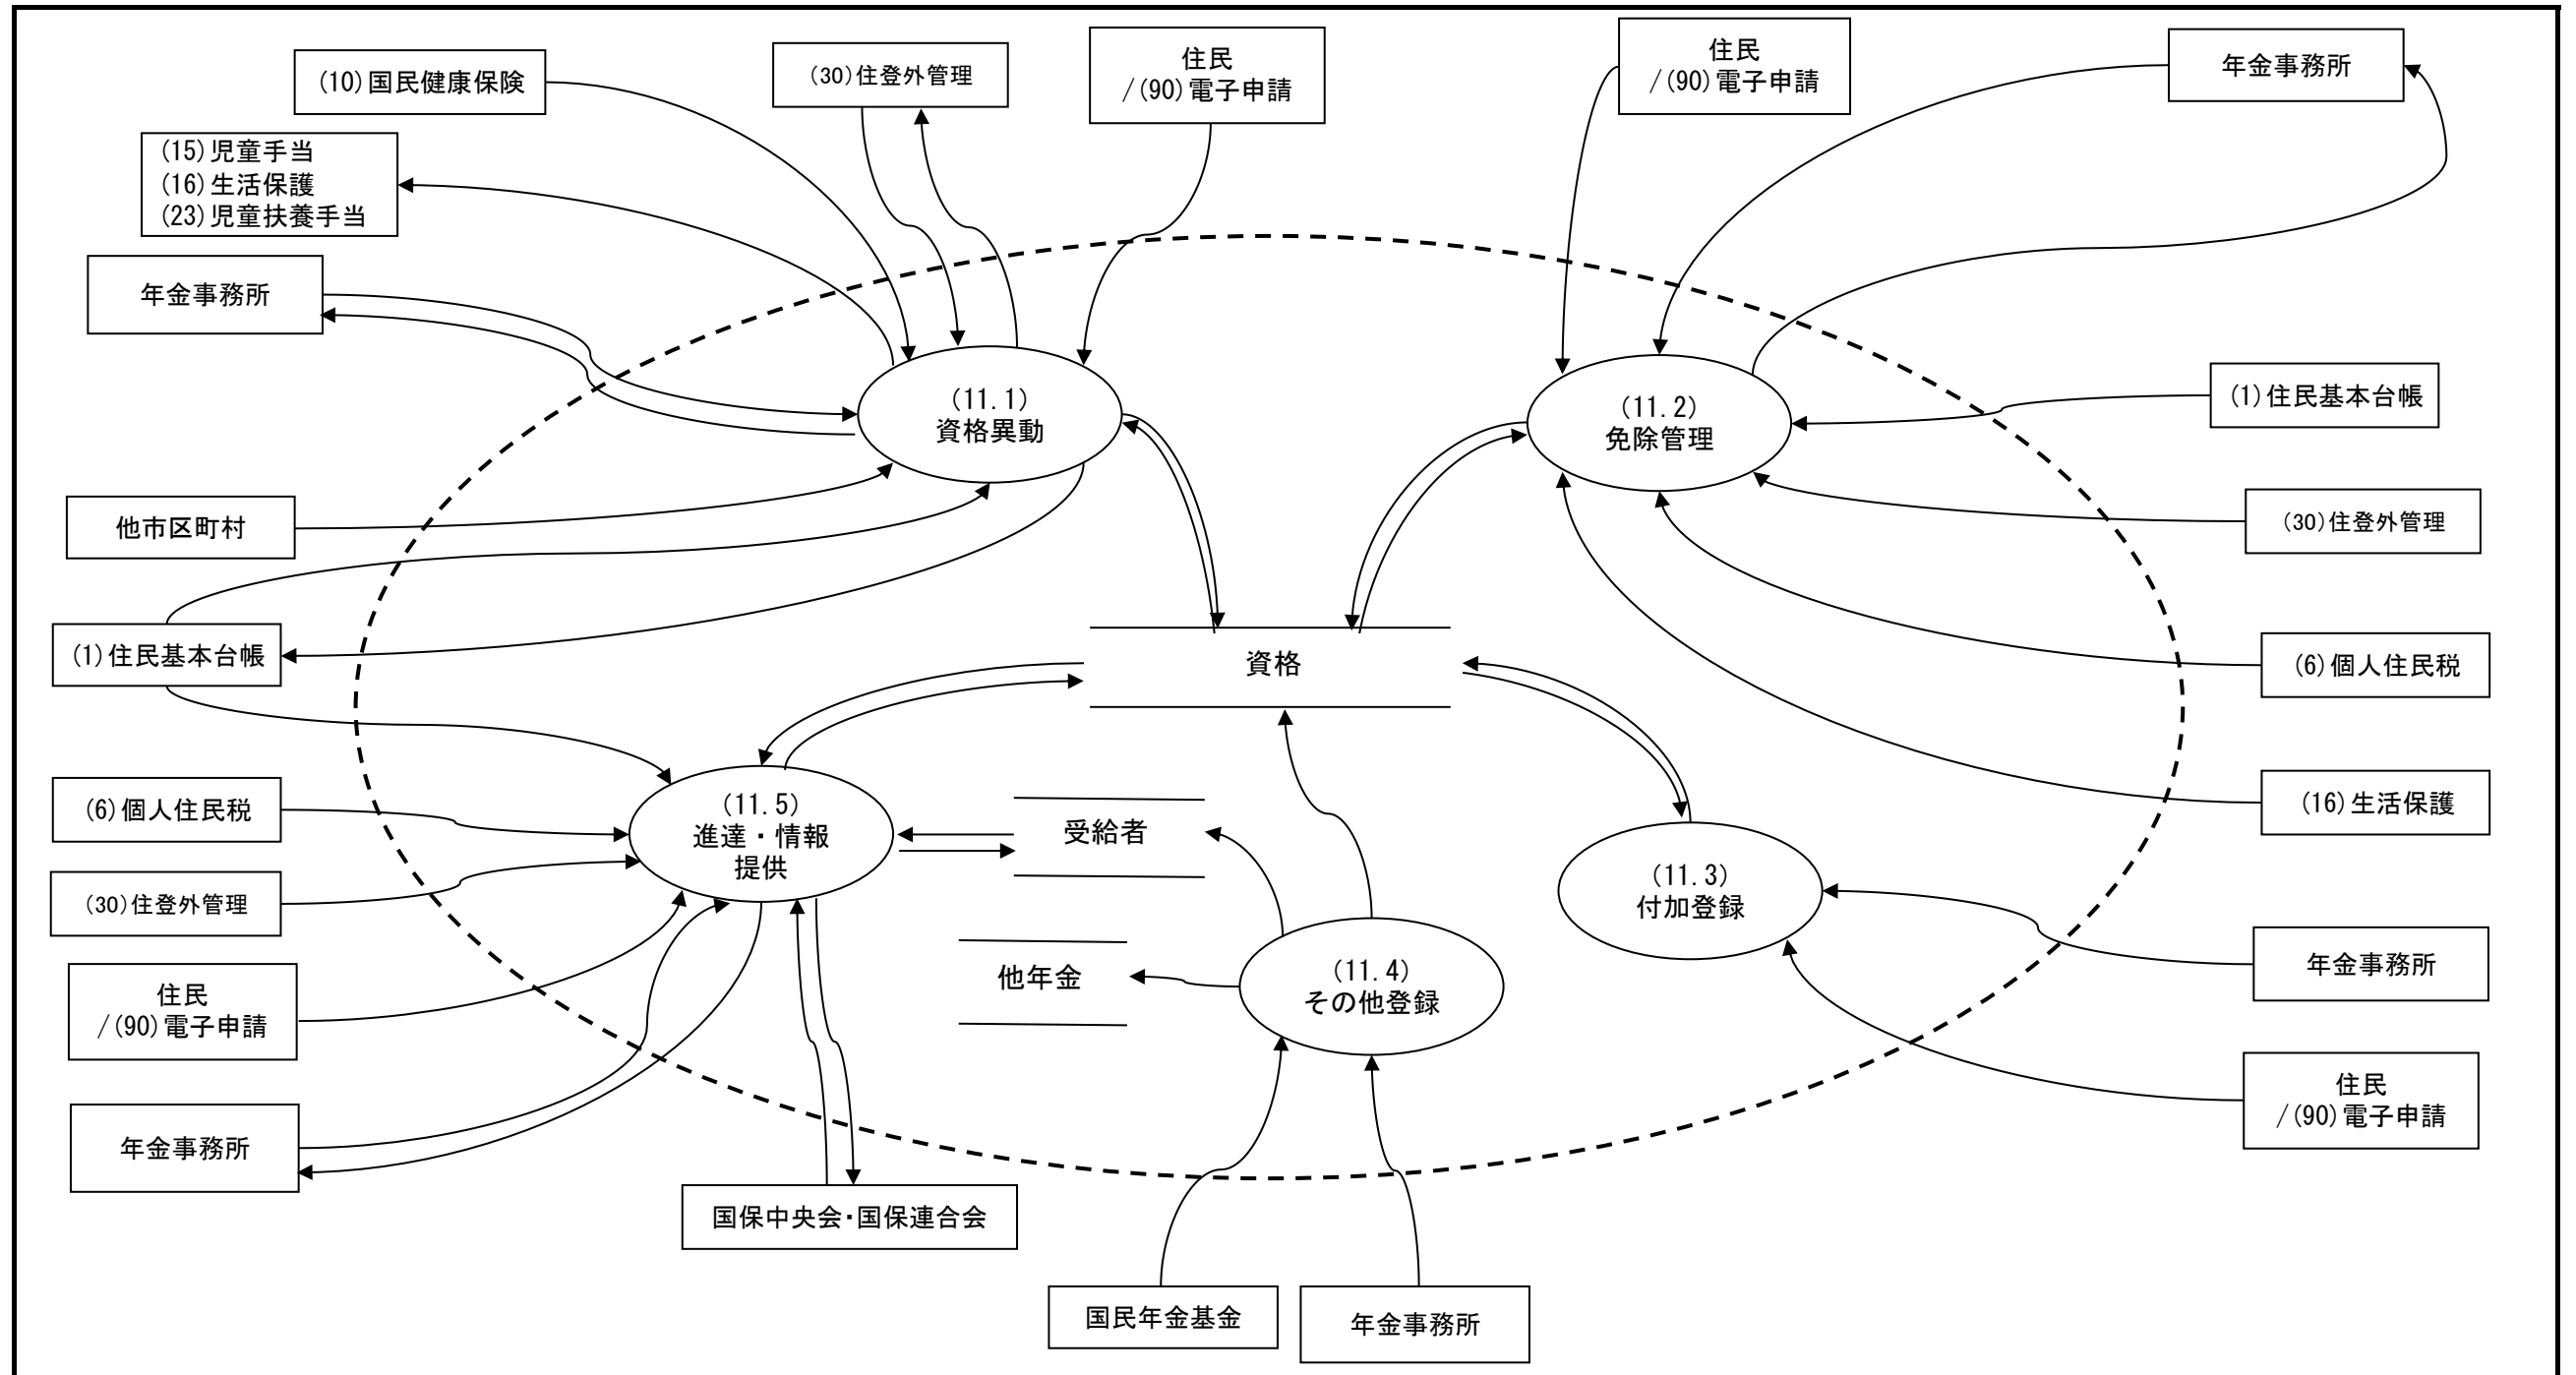 (10)国民健康保険
(30)住登外管理
住民
/(90)電子申請
住民
/(90)電子申請
年金事務所
(15)児童手当
(16)生活保護
(23)児童扶養手当
年金事務所
(11.1)
資格異動
(11.2)
免除管理
(1)住民基本台帳
他市区町村
(30)住登外管理
(1)住民基本台帳
資格
(6)個人住民税
(6)個人住民税
(11.5)
進達・情報
提供
受給者
(16)生活保護
(30)住登外管理
(11.3)
付加登録
住民
/(90)電子申請
他年金
(11.4)
その他登録
年金事務所
年金事務所
住民
/(90)電子申請
国保中央会・国保連合会
国民年金基金
年金事務所